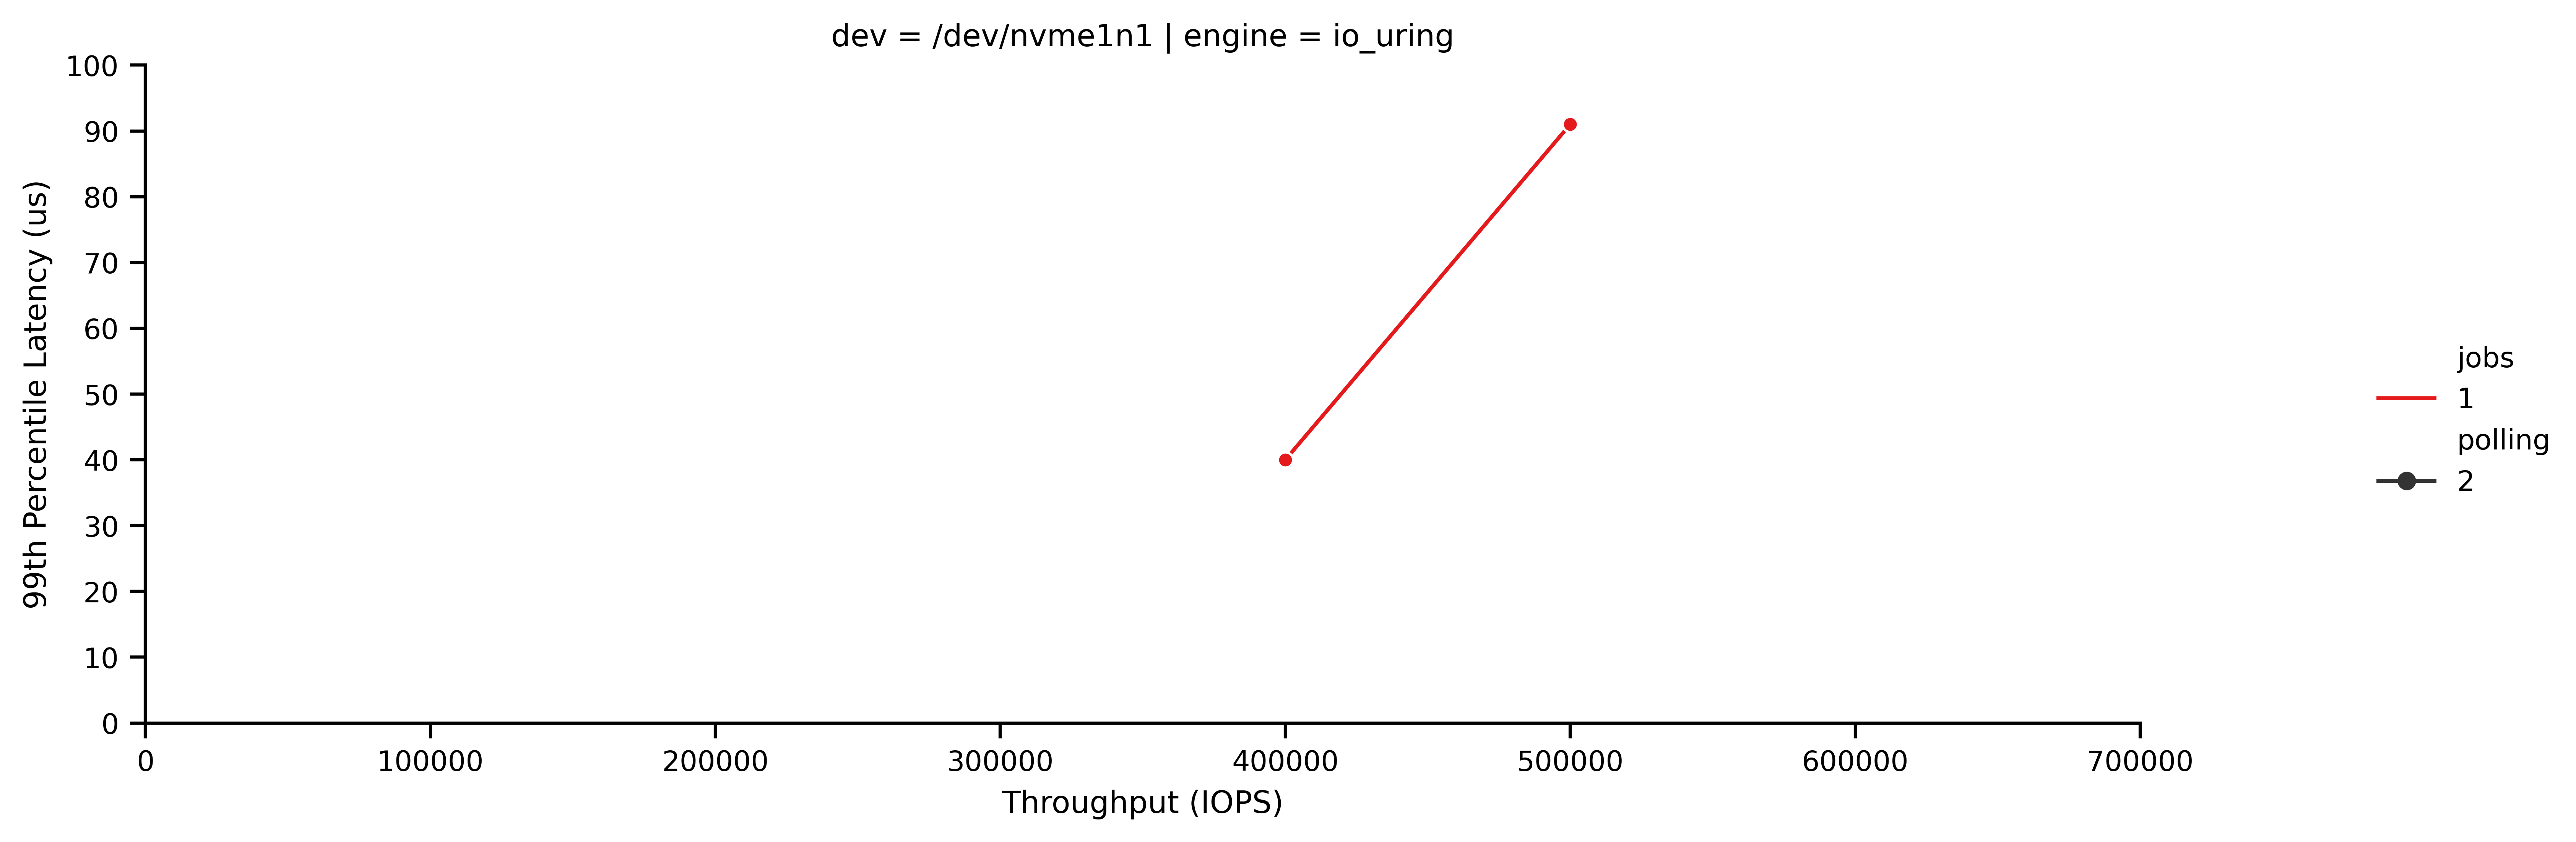 dev = /dev/nvme1n1 | engine = io_uring
100
90
80
70
60
50
40
30
20
10
0
99th Percentile Latency (us)
0 100000 200000 300000 400000 500000 600000 700000
Throughput (IOPS)
jobs
1
polling
2